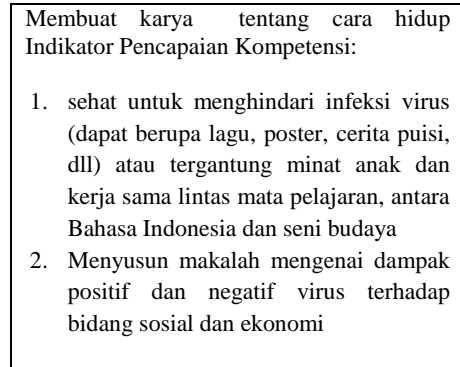 Membuat karya tentang cara hidup
Indikator Pencapaian Kompetensi:
1. sehat untuk menghindari infeksi virus
(dapat berupa lagu, poster, cerita puisi,
dll) atau tergantung minat anak dan
kerja sama lintas mata pelajaran, antara
Bahasa Indonesia dan seni budaya
2. Menyusun makalah mengenai dampak
positif dan negatif virus terhadap
bidang sosial dan ekonomi